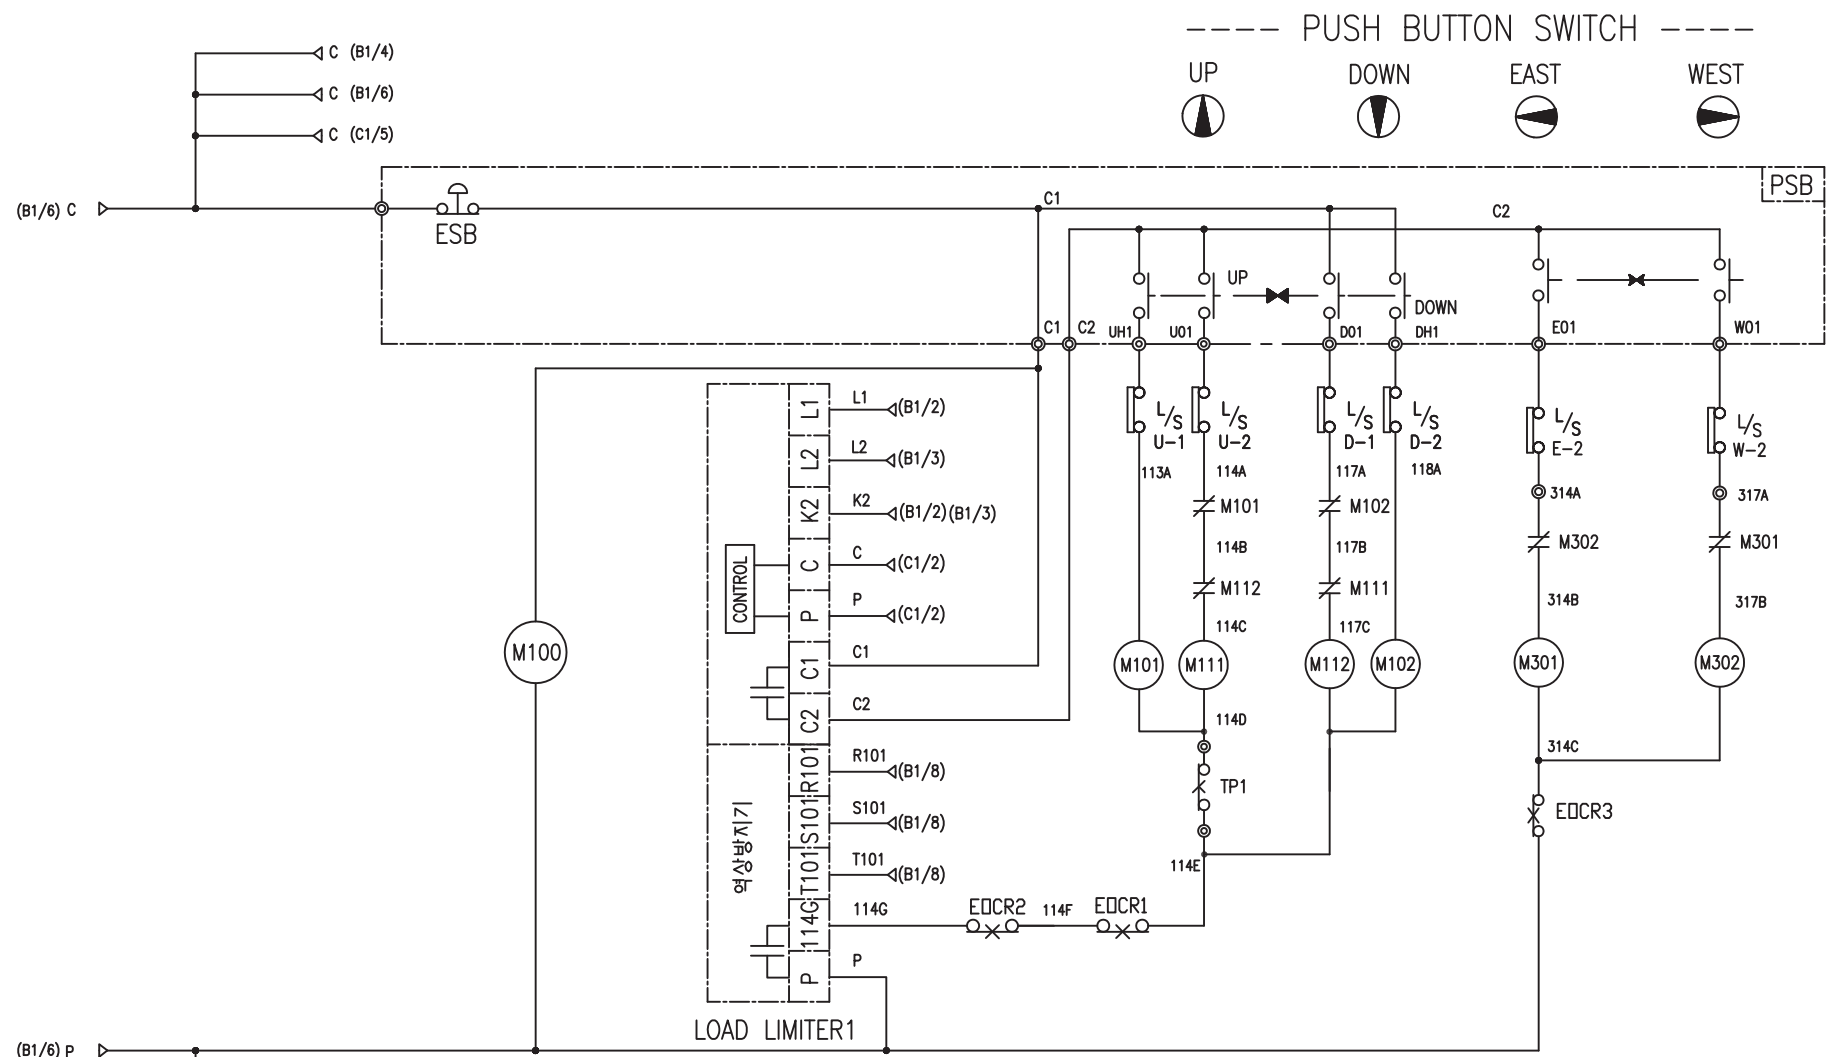 PUSH BUTTON SWITCH
UP DOWN EAST WEST
C (B1/4)
C (B1/6)
C (C1/5)
(B1/6) C
PSB
ESB
C1
C2
UP
DOWN
C1 C2 UH1 U01 D01 DH1 E01 W01
L1 L1 (B1/2)
L2 L2 (B1/3)
K2 K2 (B1/2)(B1/3)
CONTROL
C C (C1/2)
P P (C1/2)
C1 C1
C2 C2
R101 R101 (B1/8)
역상방지기
S101 S101 (B1/8)
T101 T101 (B1/8)
114G 114G
P P
LOAD LIMITER1
M100
L/S U-1
L/S U-2
L/S D-1
L/S D-2
L/S E-2
L/S W-2
113A 114A 117A 118A
314A 317A
M101 M102
M302 M301
114B 117B
M112 M111
314B 317B
114C 117C
M101 M111 M112 M102 M301 M302
114D
314C
TP1
EOCR3
114E
EOCR2 114F EOCR1
(B1/6) P